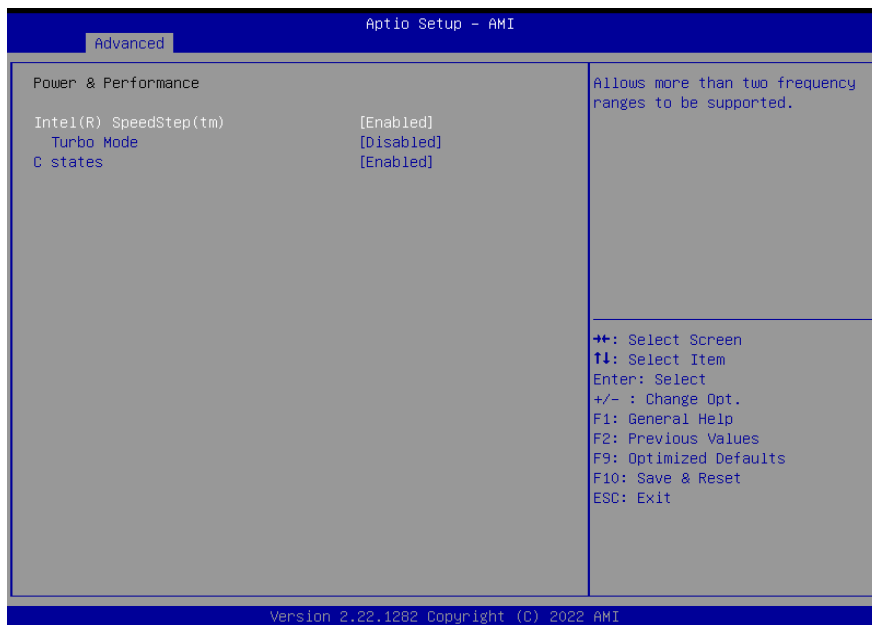 Aptio Setup – AMI
Advanced
Power & Performance
Intel(R) SpeedStep(tm) [Enabled]
Turbo Mode [Disabled]
C states [Enabled]
Allows more than two frequency
ranges to be supported.
→←: Select Screen
↑↓: Select Item
Enter: Select
+/- : Change Opt.
F1: General Help
F2: Previous Values
F9: Optimized Defaults
F10: Save & Reset
ESC: Exit
Version 2.22.1282 Copyright (C) 2022 AMI